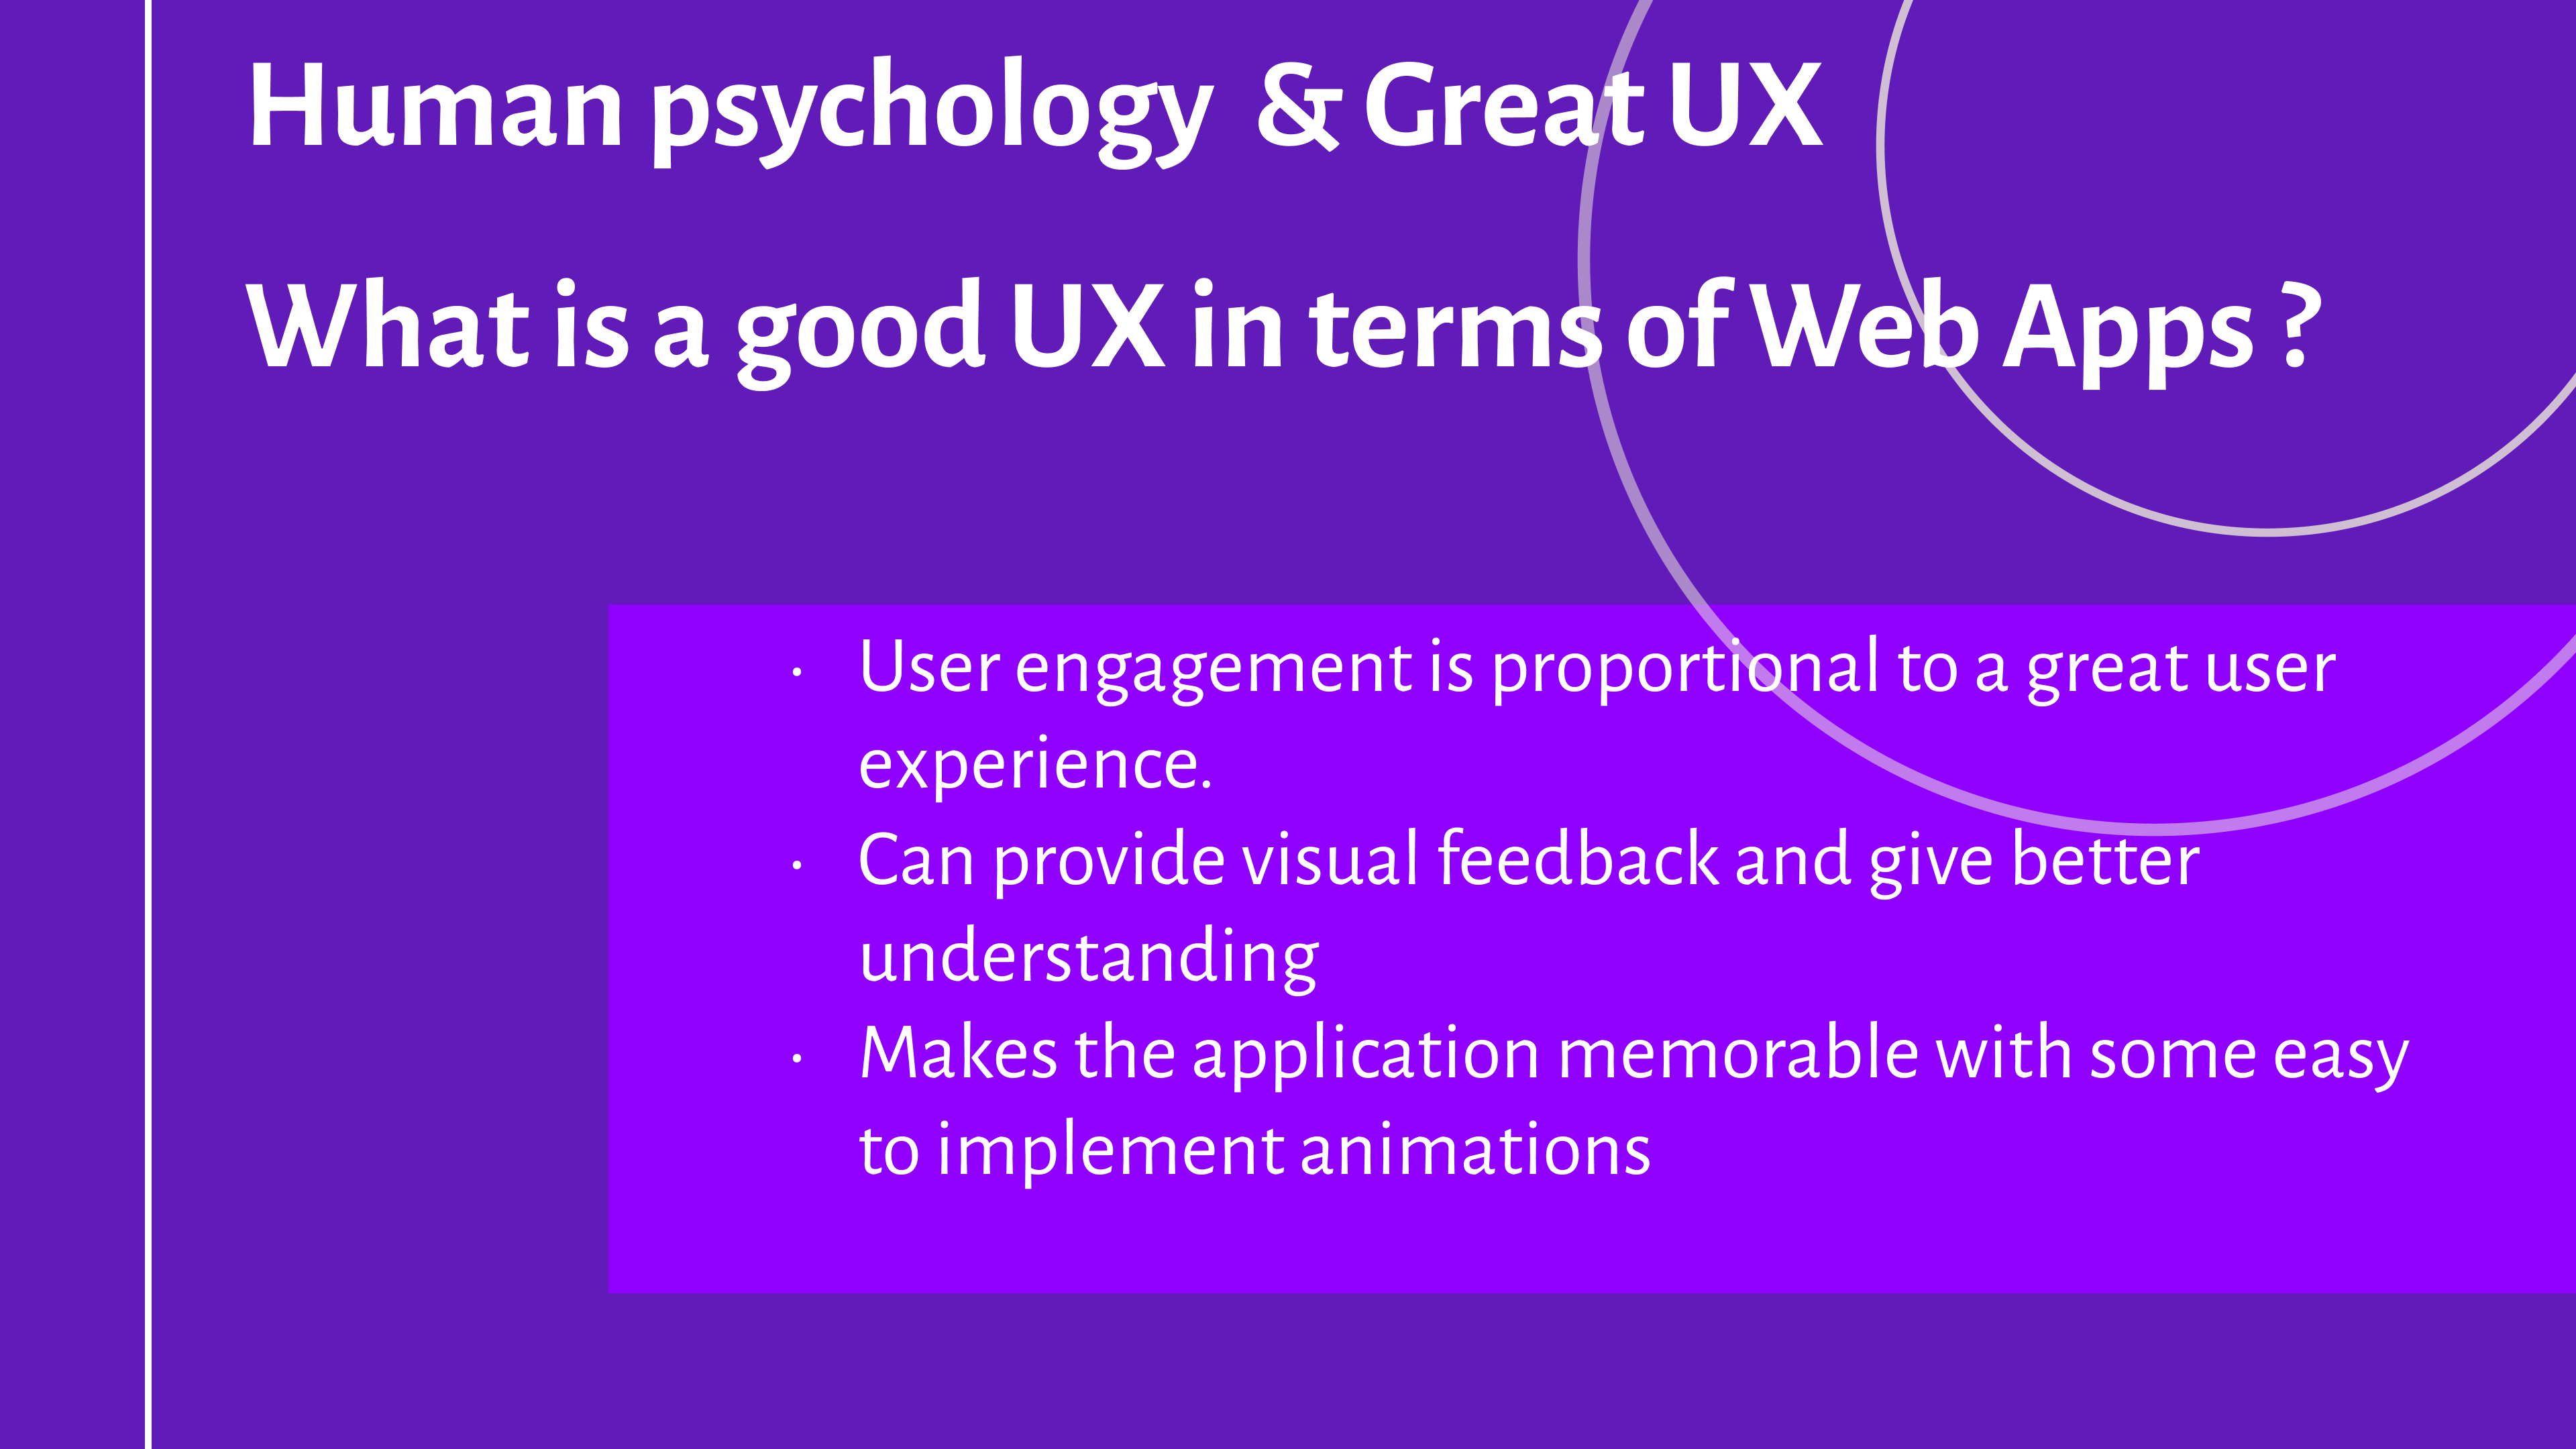 Human psychology  & Great UX
What is a good UX in terms of Web Apps ?
· User engagement is proportional to a great user
experience.
· Can provide visual feedback and give better
understanding
· Makes the application memorable with some easy
to implement animations